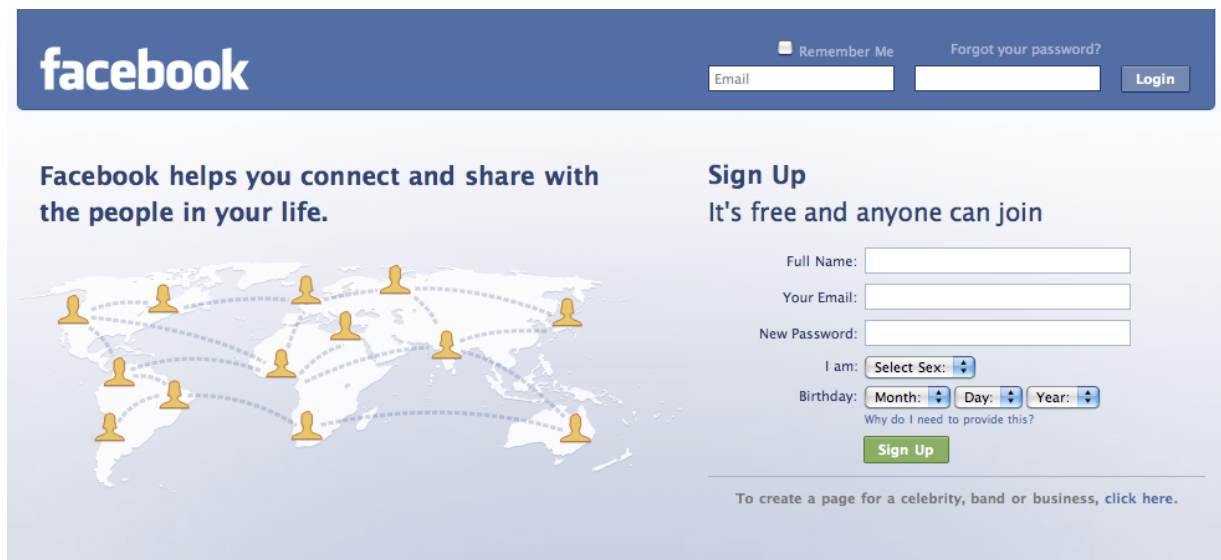 facebook
Remember Me
Forgot your password?
Email
Login
Facebook helps you connect and share with
the people in your life.
Sign Up
It's free and anyone can join
Full Name:
Your Email:
New Password:
I am: Select Sex:
Birthday: Month: Day: Year:
Why do I need to provide this?
Sign Up
To create a page for a celebrity, band or business, click here.